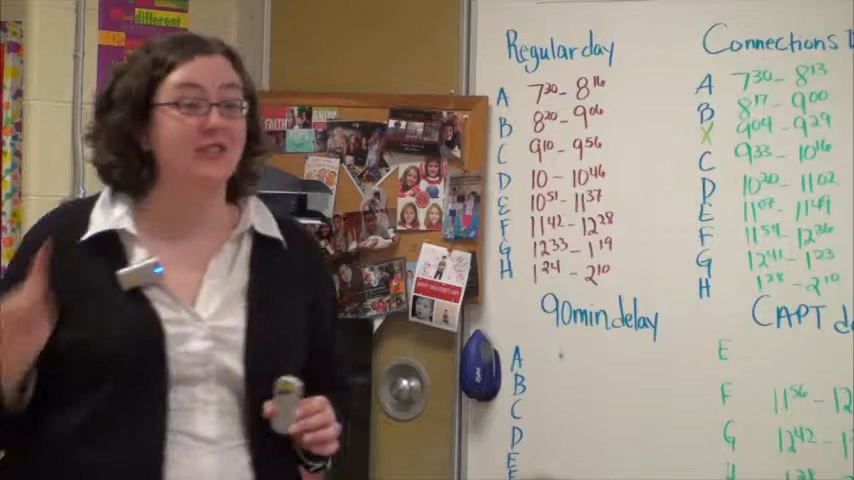 different
FAITH
HOPE
Regular day
A 7 30 - 8 16
B 8 20 - 9 06
C 9 10 - 9 56
D 10 - 10 46
E 10 51 - 11 37
F 11 42 - 12 28
G 12 33 - 1 19
H 1 24 - 2 10
Connections
A 7 30 - 8 13
B 8 17 - 9 00
X 9 04 - 9 29
C 9 33 - 10 16
D 10 20 - 11 02
E 11 07 - 11 49
F 11 54 - 12 36
G 12 41 - 1 23
H 1 28 - 2 10
90 min delay
A
B
C
D
E
CAPT
E
F 11 56 - 12
G 12 42 -
H